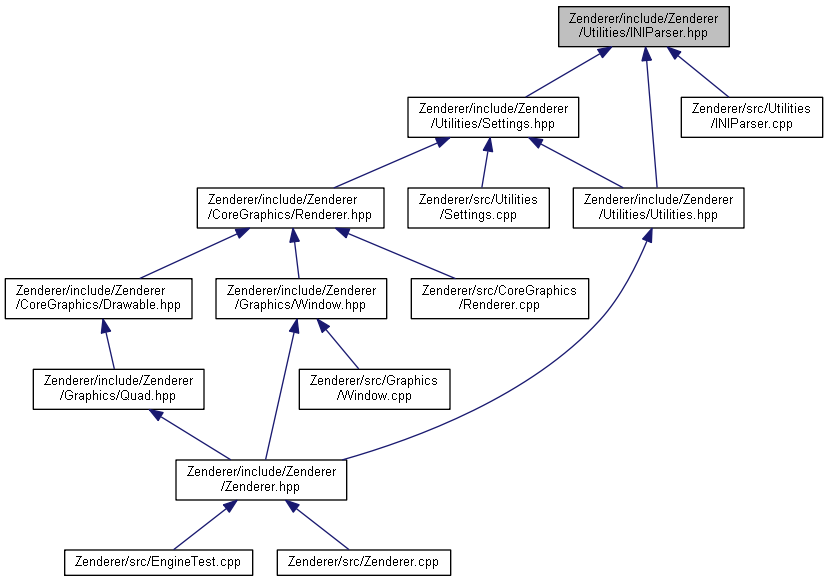 Zenderer/include/Zenderer
/Utilities/INIParser.hpp
Zenderer/include/Zenderer
/Utilities/Settings.hpp
Zenderer/src/Utilities
/INIParser.cpp
Zenderer/include/Zenderer
/CoreGraphics/Renderer.hpp
Zenderer/src/Utilities
/Settings.cpp
Zenderer/include/Zenderer
/Utilities/Utilities.hpp
Zenderer/include/Zenderer
/CoreGraphics/Drawable.hpp
Zenderer/include/Zenderer
/Graphics/Window.hpp
Zenderer/src/CoreGraphics
/Renderer.cpp
Zenderer/include/Zenderer
/Graphics/Quad.hpp
Zenderer/src/Graphics
/Window.cpp
Zenderer/include/Zenderer
/Zenderer.hpp
Zenderer/src/EngineTest.cpp
Zenderer/src/Zenderer.cpp